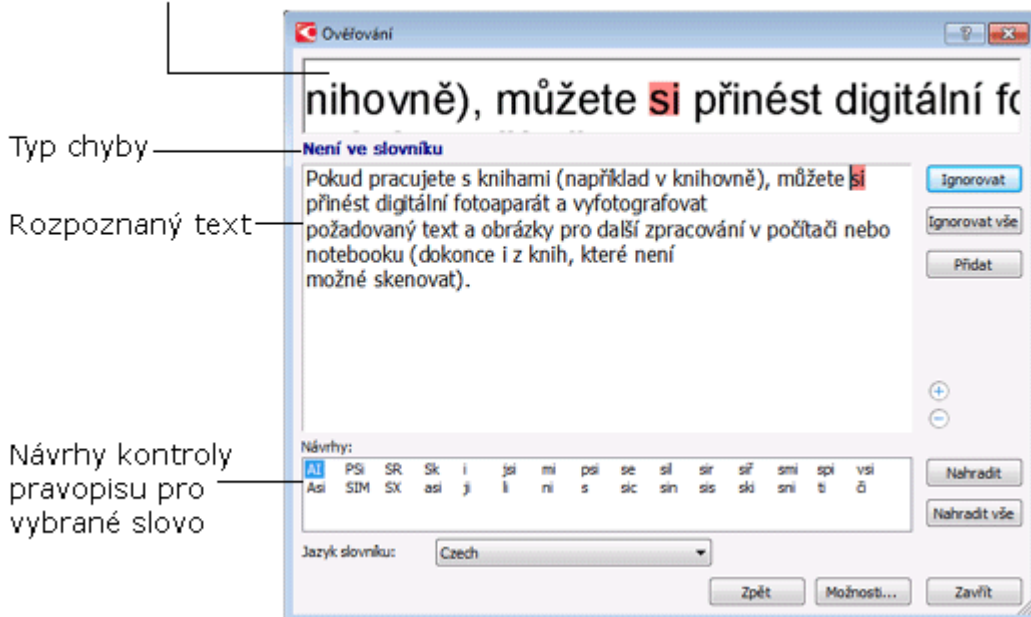 Ověřování
nihovně), můžete si přinést digitální fo
Typ chyby
Není ve slovníku
Pokud pracujete s knihami (například v knihovně), můžete si
přinést digitální fotoaparát a vyfotografovat
požadovaný text a obrázky pro další zpracování v počítači nebo
notebooku (dokonce i z knih, které není
možné skenovat).
Rozpoznaný text
Ignorovat
Ignorovat vše
Přidat
Návrhy kontroly
pravopisu pro
vybrané slovo
Návrhy:
AI PSi SR Sk i jsi mi psi se sil sir síř smi spi vsi
Asi SIM SX asi ji li ni s sic sin sis ski sni ti či
Nahradit
Nahradit vše
Jazyk slovníku: Czech
Zpět Možnosti... Zavřít